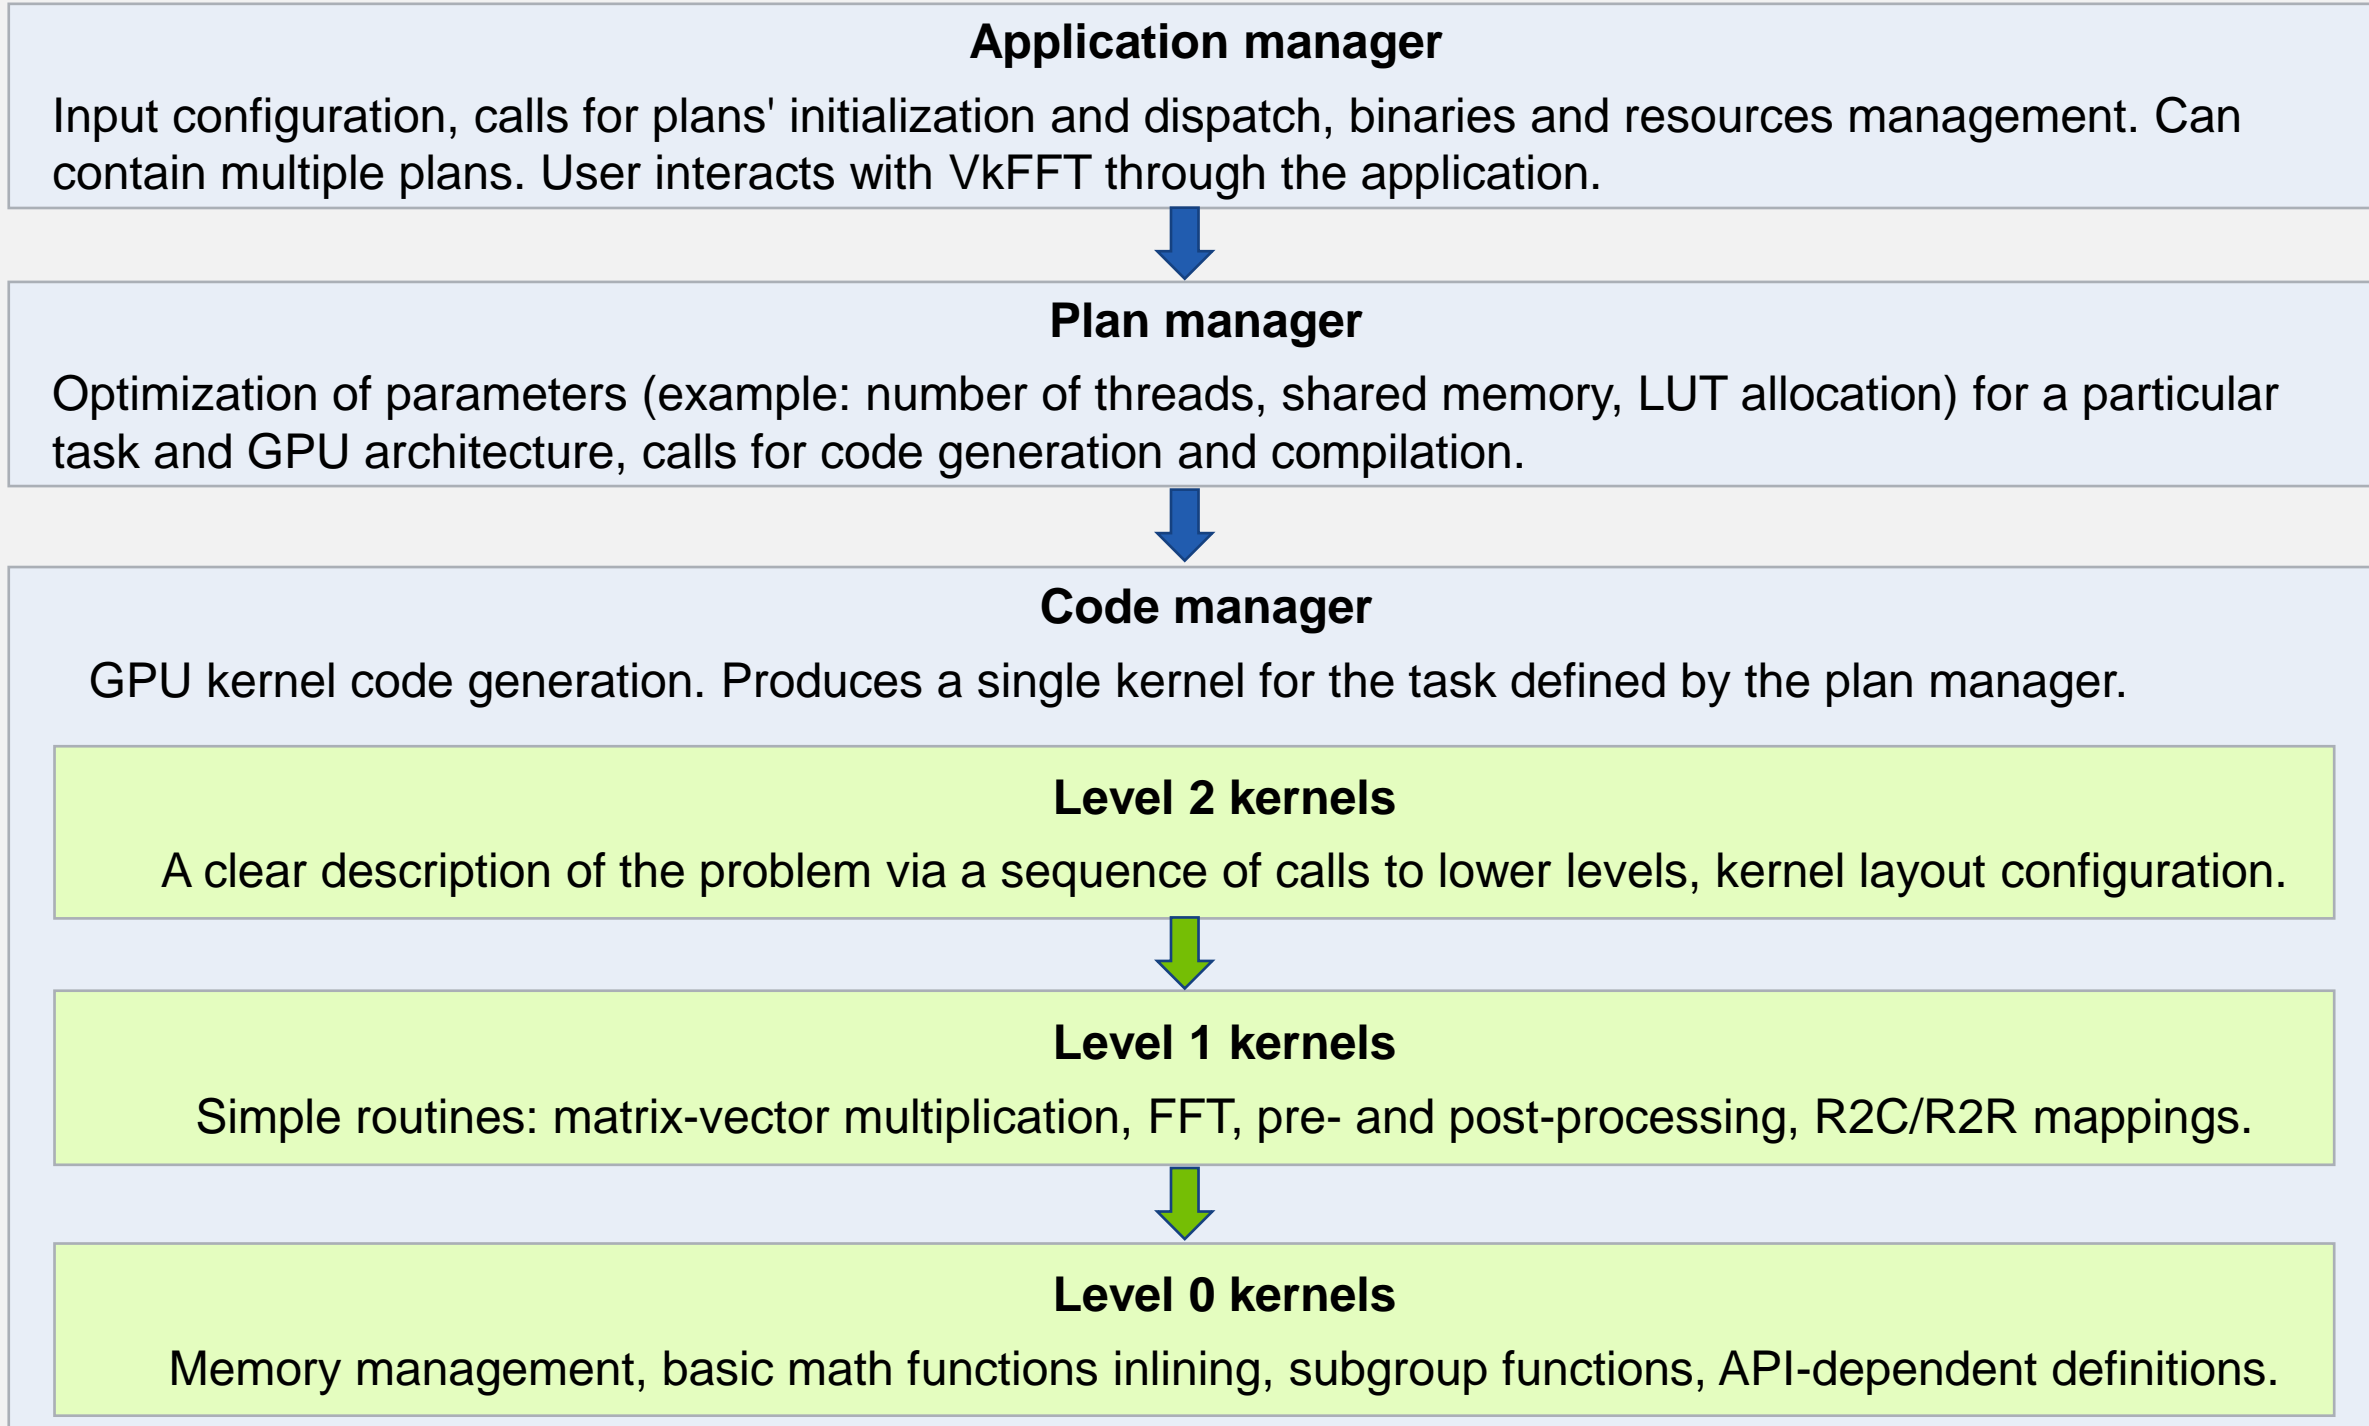 Application manager
Input configuration, calls for plans' initialization and dispatch, binaries and resources management. Can
contain multiple plans. User interacts with VkFFT through the application.
Plan manager
Optimization of parameters (example: number of threads, shared memory, LUT allocation) for a particular
task and GPU architecture, calls for code generation and compilation.
Code manager
GPU kernel code generation. Produces a single kernel for the task defined by the plan manager.
Level 2 kernels
A clear description of the problem via a sequence of calls to lower levels, kernel layout configuration.
Level 1 kernels
Simple routines: matrix-vector multiplication, FFT, pre- and post-processing, R2C/R2R mappings.
Level 0 kernels
Memory management, basic math functions inlining, subgroup functions, API-dependent definitions.